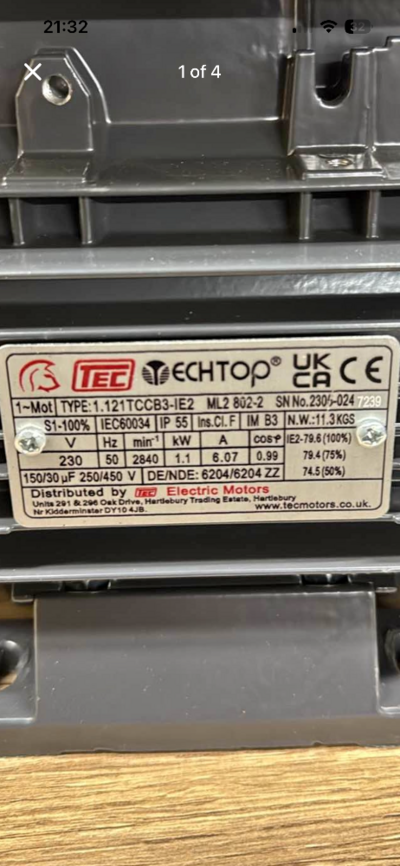 21:32
32
1 of 4
TEC TECHTOP® UK CA CE
1~Mot TYPE:1.121TCCB3-IE2 ML2 802-2 SN No.2305-0247239
S1-100% IEC60034 IP 55 Ins.Cl.F IM B3 N.W.:11.3KGS
V Hz min⁻¹ kW A cosφ IE2-79.6(100%)
230 50 2840 1.1 6.07 0.99 79.4(75%)
150/30 µF 250/450 V DE/NDE: 6204/6204 ZZ 74.5(50%)
Distributed by TEC Electric Motors
Units 291 & 296 Oak Drive, Hartlebury Trading Estate, Hartlebury
Nr Kidderminster DY10 4JB. www.tecmotors.co.uk.